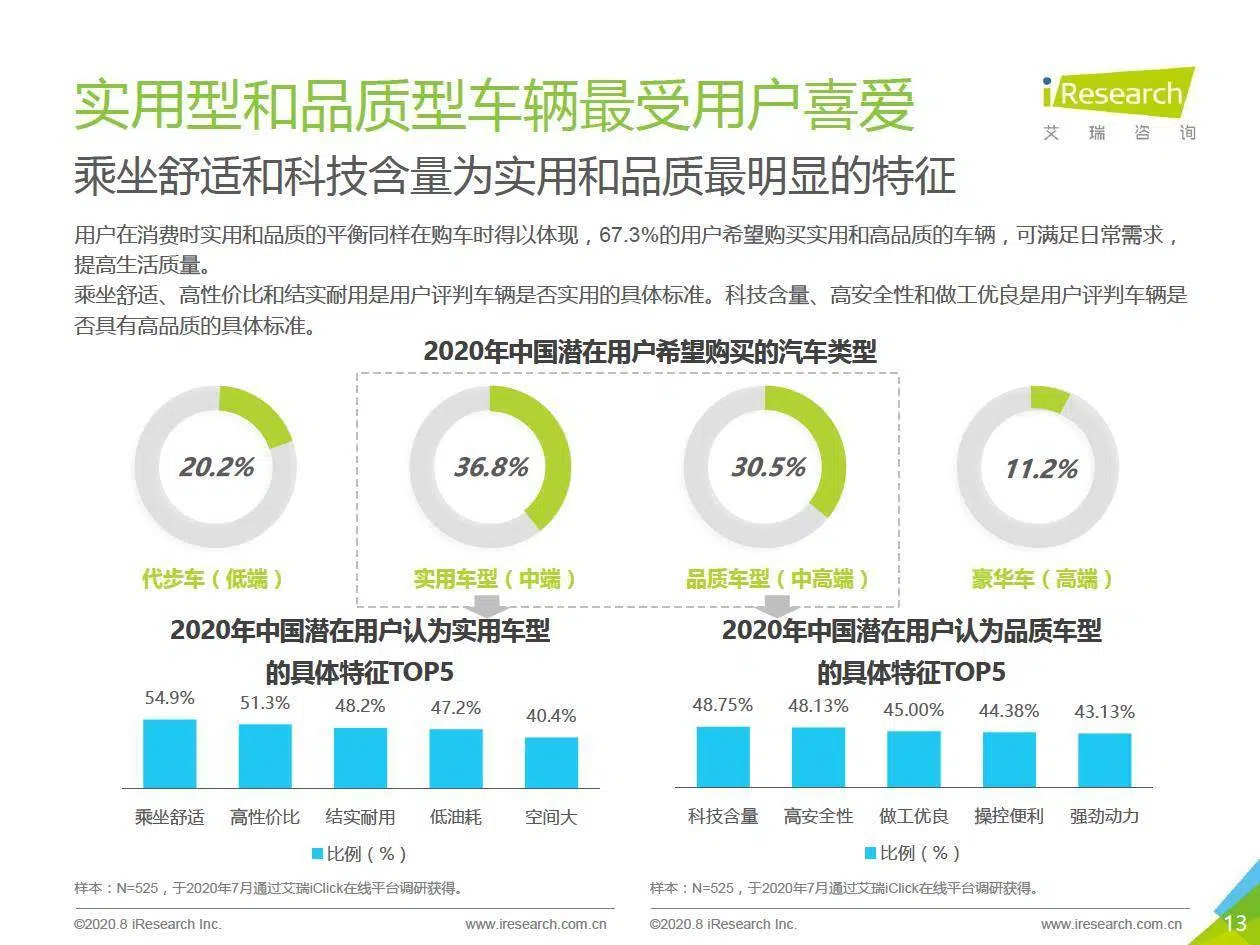 实用型和品质型车辆最受用户喜爱
iResearch
艾瑞咨询
乘坐舒适和科技含量为实用和品质最明显的特征
用户在消费时实用和品质的平衡同样在购车时得以体现，67.3%的用户希望购买实用和高品质的车辆，可满足日常需求，
提高生活质量。
乘坐舒适、高性价比和结实耐用是用户评判车辆是否实用的具体标准。科技含量、高安全性和做工优良是用户评判车辆是
否具有高品质的具体标准。
2020年中国潜在用户希望购买的汽车类型
20.2%
36.8%
30.5%
11.2%
代步车（低端）
实用车型（中端）
品质车型（中高端）
豪华车（高端）
2020年中国潜在用户认为实用车型
的具体特征TOP5
54.9%
51.3%
48.2%
47.2%
40.4%
乘坐舒适
高性价比
结实耐用
低油耗
空间大
比例（%）
样本：N=525，于2020年7月通过艾瑞iClick在线平台调研获得。
2020年中国潜在用户认为品质车型
的具体特征TOP5
48.75%
48.13%
45.00%
44.38%
43.13%
科技含量
高安全性
做工优良
操控便利
强劲动力
比例（%）
样本：N=525，于2020年7月通过艾瑞iClick在线平台调研获得。
©2020.8 iResearch Inc.
www.iresearch.com.cn
©2020.8 iResearch Inc.
www.iresearch.com.cn
13